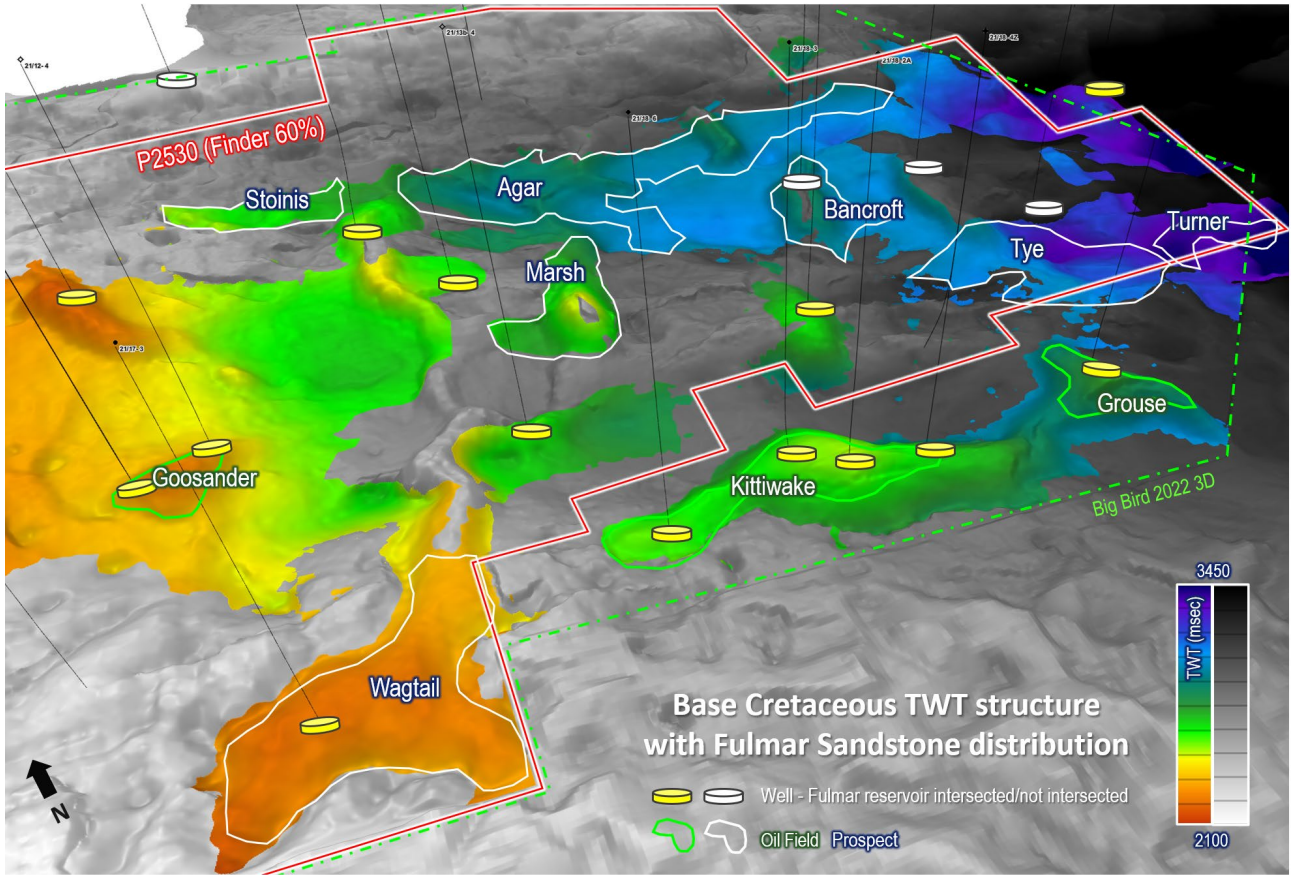 21/12-4
21/13b-4
21/18-3
21/18-2A
21/18-6
P2530 (Finder 60%)
Stoinis
Agar
Bancroft
Turner
Tye
Marsh
21/17-3
Grouse
Goosander
Kittiwake
Big Bird 2022 3D
Wagtail
3450
TWT (msec)
2100
Base Cretaceous TWT structure
with Fulmar Sandstone distribution
Well - Fulmar reservoir intersected/not intersected
Oil Field Prospect
N